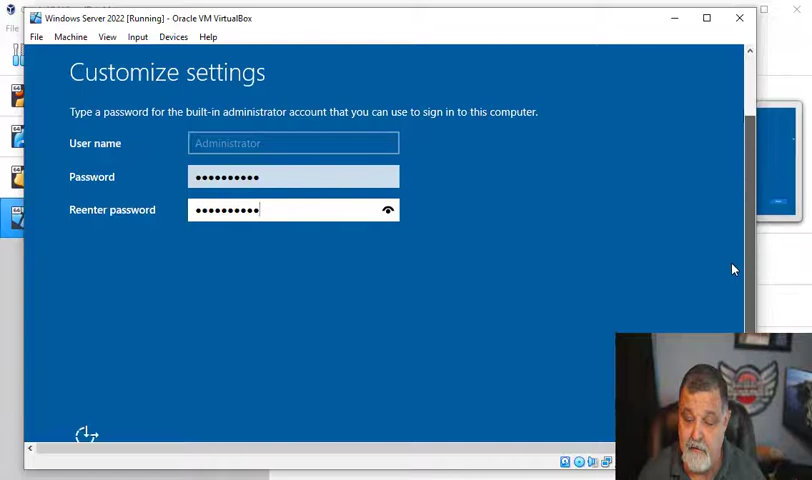 Windows Server 2022 [Running] - Oracle VM VirtualBox
File Machine View Input Devices Help
Customize settings
Type a password for the built-in administrator account that you can use to sign in to this computer.
User name Administrator
Password ••••••••••
Reenter password ••••••••••